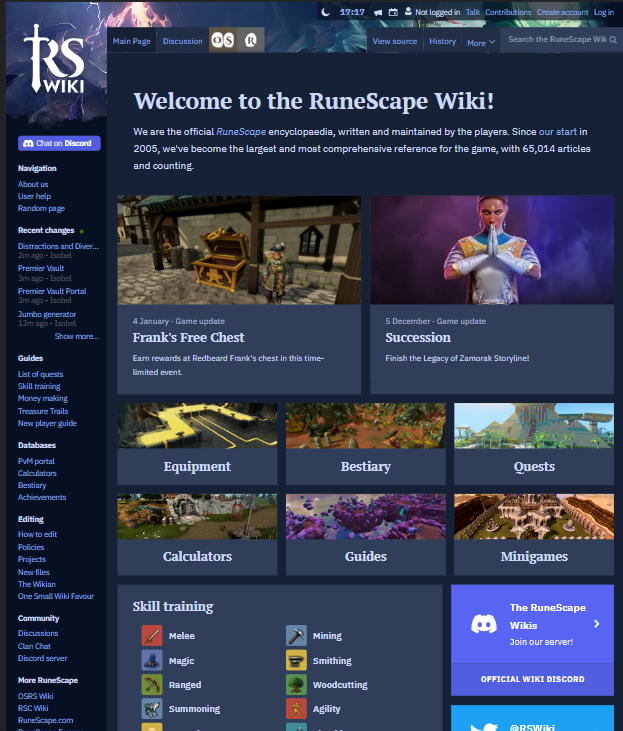 17:17 Not logged in Talk Contributions Create account Log in
RS
WIKI
Main Page Discussion OS R View source History More Search the RuneScape Wiki
Welcome to the RuneScape Wiki!
We are the official RuneScape encyclopaedia, written and maintained by the players. Since our start in
2005, we've become the largest and most comprehensive reference for the game, with 65,014 articles
and counting.
Chat on Discord
Navigation
About us
User help
Random page
Recent changes
Distractions and Diver...
2m ago - Isobel
Premier Vault
3m ago - Isobel
Premier Vault Portal
3m ago - Isobel
Jumbo generator
13m ago - Isobel
Show more...
Guides
List of quests
Skill training
Money making
Treasure Trails
New player guide
Databases
PvM portal
Calculators
Bestiary
Achievements
Editing
How to edit
Policies
Projects
New files
The Wikian
One Small Wiki Favour
Community
Discussions
Clan Chat
Discord server
More RuneScape
OSRS Wiki
RSC Wiki
RuneScape.com
4 January - Game update
Frank's Free Chest
Earn rewards at Redbeard Frank's chest in this time-
limited event.
5 December - Game update
Succession
Finish the Legacy of Zamorak Storyline!
Equipment
Bestiary
Quests
Calculators
Guides
Minigames
Skill training
Melee
Mining
Magic
Smithing
Ranged
Woodcutting
Summoning
Agility
The RuneScape
Wikis
Join our server!
OFFICIAL WIKI DISCORD
@RSWiki